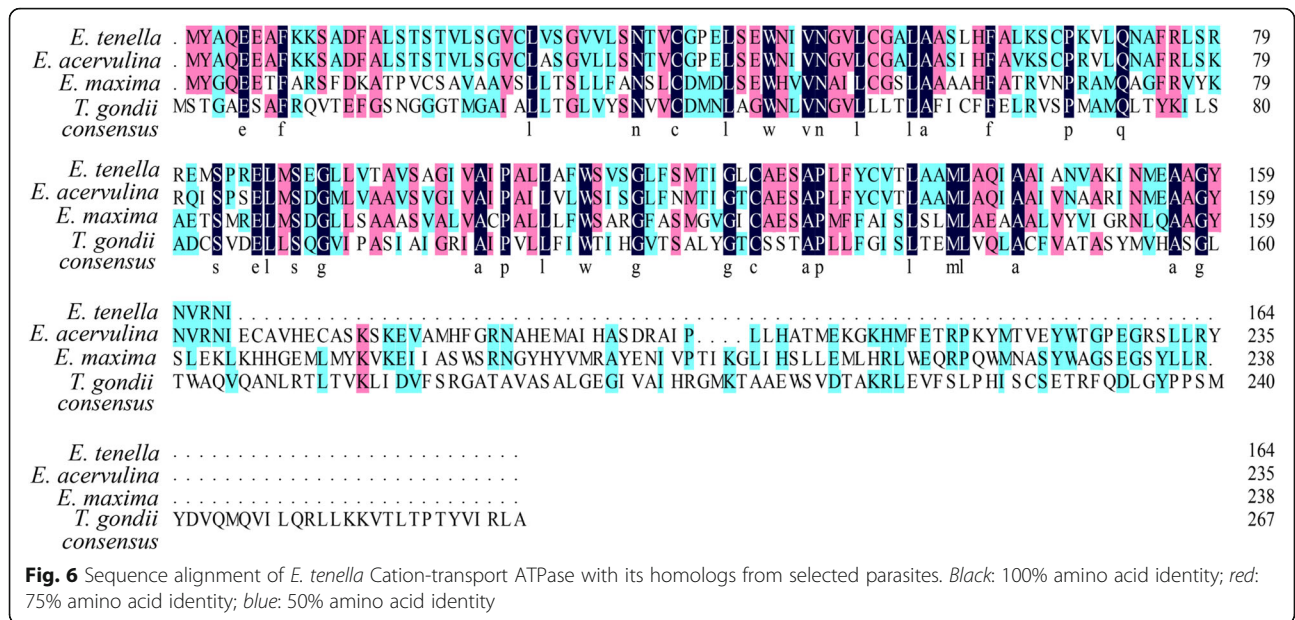 E. tenella .MYAQEEAFKKSADFALSTSTVLSGVCLVSGVVLSNTVCGPELSEWNIVNGVLCGALAASLHFALKSCPKVLQNAFRLSR 79
E. acervulina .MYAQEEAFKKSADFALSTSTVLSGVCLASGVLLSNTVCGPELSEWNIVNGVLCGALAASIHFAVKSCPRVLQNAFRLSK 79
E. maxima .MYGQEETFARSFDKATPVCSAVAAVSLLTSLLFANSLCDMDLSEWHVVNALLCGSLAAAAHFATRVNPRAMQAGFRVYK 79
T. gondii MSTGAESAFRQVTEFGSNGGGTMGAIALLTGLVYSNVVCDMNLAGWNLVNGVLLLTLAFICFFELRVSPMAMQLTYKILS 80
consensus e f l n c l w vn l la f p q
E. tenella REMSPRELMSEGLLVTAVSAGIVAIPALLAFWSVSGLFSMTIGLCAESAPLFYCVTLAAMLAQIAAIANVAKINMEAAGY 159
E. acervulina RQISPSELMSDGMLVAAVSVGIVAIPAILVLWSISGLFNMTIGTCAESAPLFYCVTLAAMLAQIAAIVNAARINMEAAGY 159
E. maxima AETSMRELMSDGLLSAAASVALVACPALLLFWSARGFASMGVGICAESAPMFFAISLSLMLAEAAALVYVIGRNLQAAGY 159
T. gondii ADCSVDELLSQGVIPASIAIGRIAIPVLLFIWTIHGVTSALYGTCSSTAPLLFGISLTEMLVQLACFVATASYMVHASGL 160
consensus s el s g a p l w g g c ap l ml a a g
E. tenella NVRNI........................................................................... 164
E. acervulina NVRNIECAVHECASKSKEVAMHFGRNAHEMAIHASDRAIP....LLHATMEKGKHMFETRPKYMTVEYWTGPEGRSLLRY 235
E. maxima SLEKLKHHGEMLMYKVKEIIASWSRNGYHYVMRAYENIVPTIKGLIHSLLEMLHRLWEQRPQWMNASYWAGSEGSYLLR. 238
T. gondii TWAQVQANLRTLTVKLIDVFSRGATAVASALGEGIVAIHRGMKTAAEWSVDTAKRLEVFSLPHISCSETRFQDLGYPPSM 240
consensus
E. tenella ........................... 164
E. acervulina ........................... 235
E. maxima ........................... 238
T. gondii YDVQMQVILQRLLKKVTLTPTYVIRLA 267
consensus
Fig. 6 Sequence alignment of E. tenella Cation-transport ATPase with its homologs from selected parasites. Black: 100% amino acid identity; red:
75% amino acid identity; blue: 50% amino acid identity